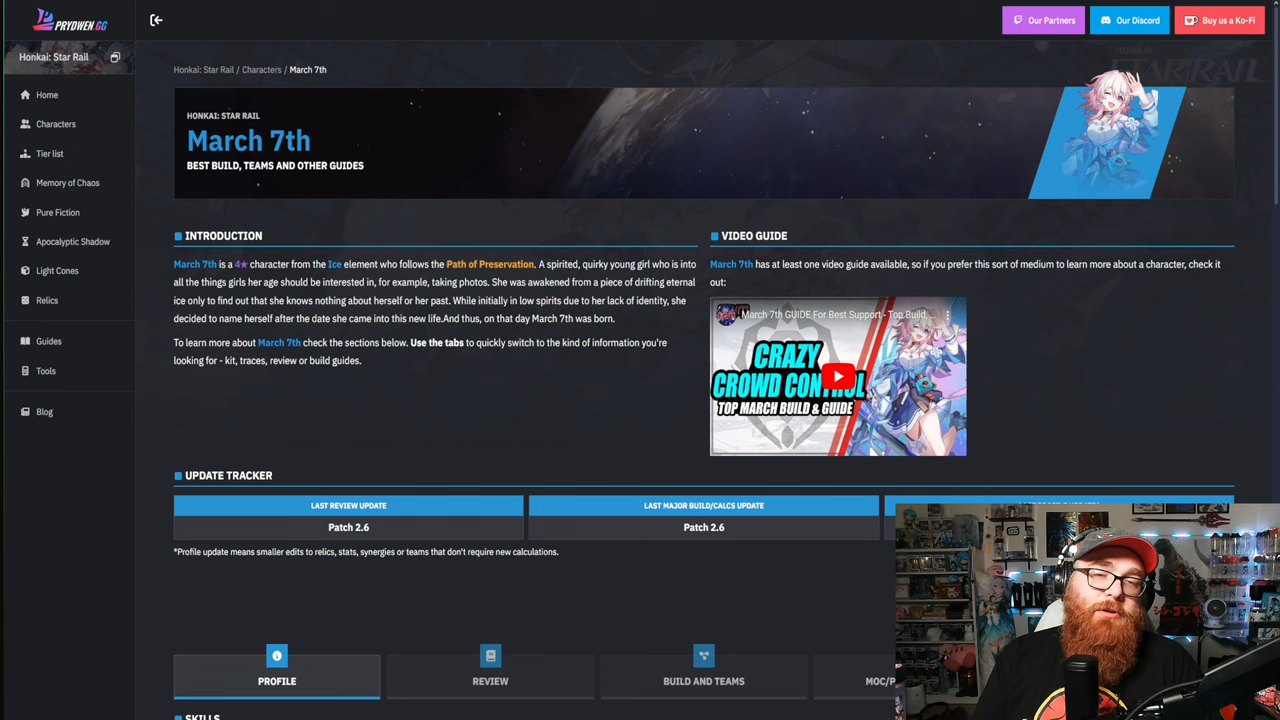 PRYDWEN.GG
Our Partners
Our Discord
Buy us a Ko-Fi
Honkai: Star Rail
Home
Characters
Tier list
Memory of Chaos
Pure Fiction
Apocalyptic Shadow
Light Cones
Relics
Guides
Tools
Blog
Honkai: Star Rail / Characters / March 7th
HONKAI
STAR RAIL
HONKAI: STAR RAIL
March 7th
BEST BUILD, TEAMS AND OTHER GUIDES
INTRODUCTION
March 7th is a 4★ character from the Ice element who follows the Path of Preservation. A spirited, quirky young girl who is into
all the things girls her age should be interested in, for example, taking photos. She was awakened from a piece of drifting eternal
ice only to find out that she knows nothing about herself or her past. While initially in low spirits due to her lack of identity, she
decided to name herself after the date she came into this new life.And thus, on that day March 7th was born.
To learn more about March 7th check the sections below. Use the tabs to quickly switch to the kind of information you're
looking for - kit, traces, review or build guides.
VIDEO GUIDE
March 7th has at least one video guide available, so if you prefer this sort of medium to learn more about a character, check it
out:
March 7th GUIDE For Best Support - Top Build,...
CRAZY
CROWD CONTROL
TOP MARCH BUILD & GUIDE
UPDATE TRACKER
LAST REVIEW UPDATE
Patch 2.6
LAST MAJOR BUILD/CALCS UPDATE
Patch 2.6
*Profile update means smaller edits to relics, stats, synergies or teams that don't require new calculations.
PROFILE
REVIEW
BUILD AND TEAMS
MOC/P
SKILLS